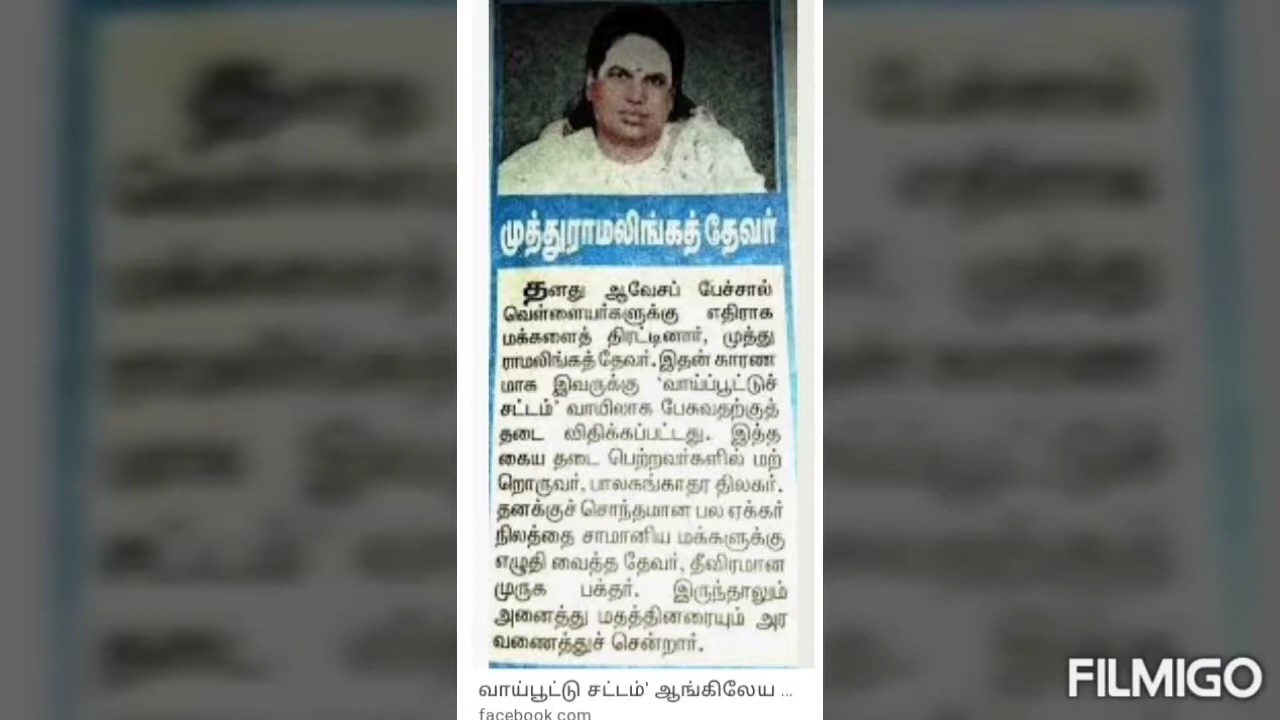 முத்துராமலிங்கத் தேவர்
தனது ஆவேசப் பேச்சால்
வெள்ளையர்களுக்கு எதிராக
மக்களைத் திரட்டினார், முத்து
ராமலிங்கத் தேவர். இதன் காரண
மாக இவருக்கு 'வாய்ப்பூட்டுச்
சட்டம்' வாயிலாக பேசுவதற்குத்
தடை விதிக்கப்பட்டது. இத்த
கைய தடை பெற்றவர்களில் மற்
றொருவர், பாலகங்காதர திலகர்.
தனக்குச் சொந்தமான பல ஏக்கர்
நிலத்தை சாமானிய மக்களுக்கு
எழுதி வைத்த தேவர், தீவிரமான
முருக பக்தர். இருந்தாலும்
அனைத்து மதத்தினரையும் அர
வணைத்துச் சென்றார்.
வாய்பூட்டு சட்டம்' ஆங்கிலேய ...
facebook.com
FILMIGO